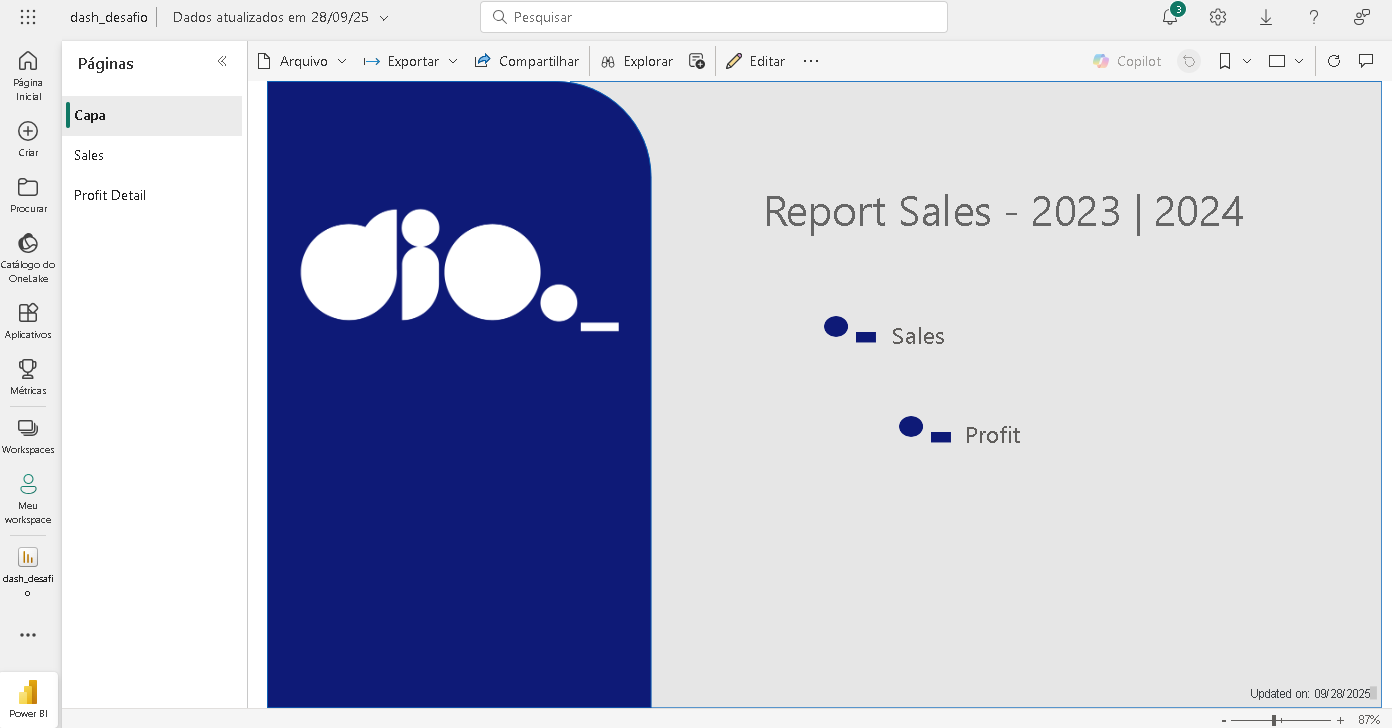 dash_desafio
Dados atualizados em 28/09/25
Pesquisar
3
Página
Inicial
Criar
Procurar
Catálogo do
OneLake
Aplicativos
Métricas
Workspaces
Meu
workspace
dash_desafi
o
Power BI
Páginas
Capa
Sales
Profit Detail
Arquivo
Exportar
Compartilhar
Explorar
Editar
Copilot
dio._
Report Sales - 2023 | 2024
Sales
Profit
Updated on: 09/28/2025
- + 87%